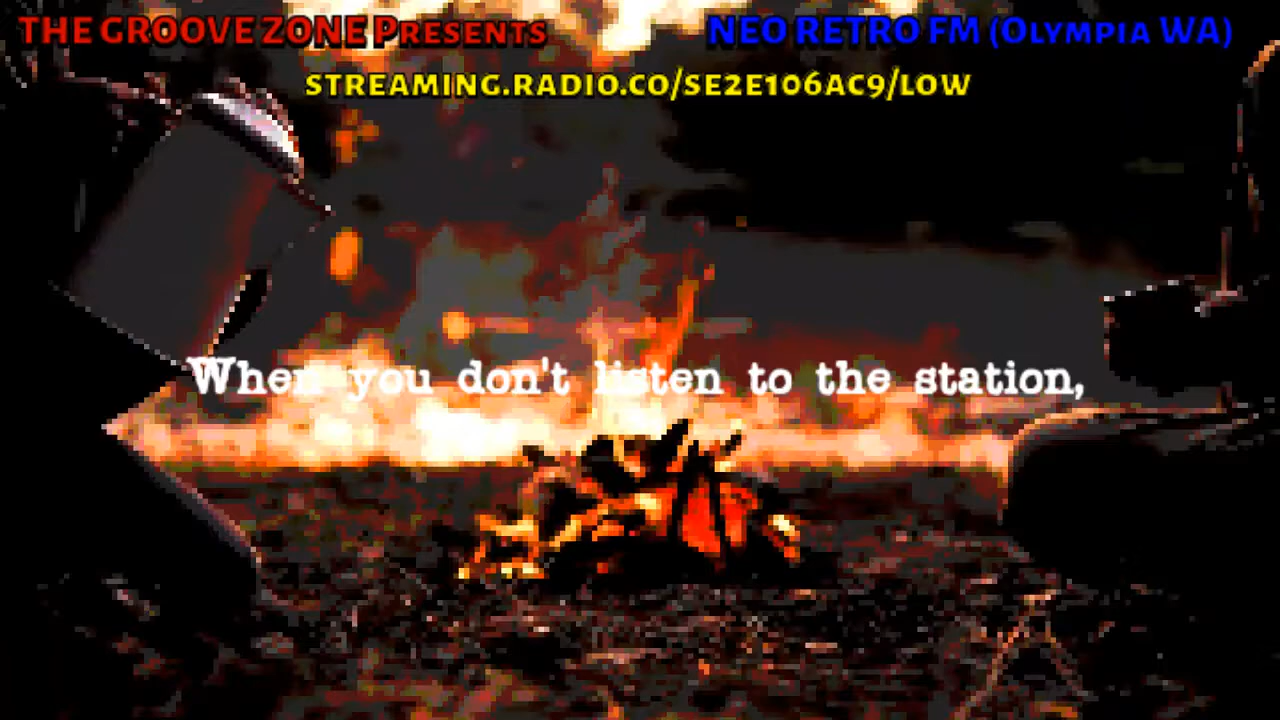 THE GROOVE ZONE PRESENTS NEO RETRO FM (OLYMPIA WA)
STREAMING.RADIO.CO/SE2E106AC9/LOW
When you don't listen to the station,